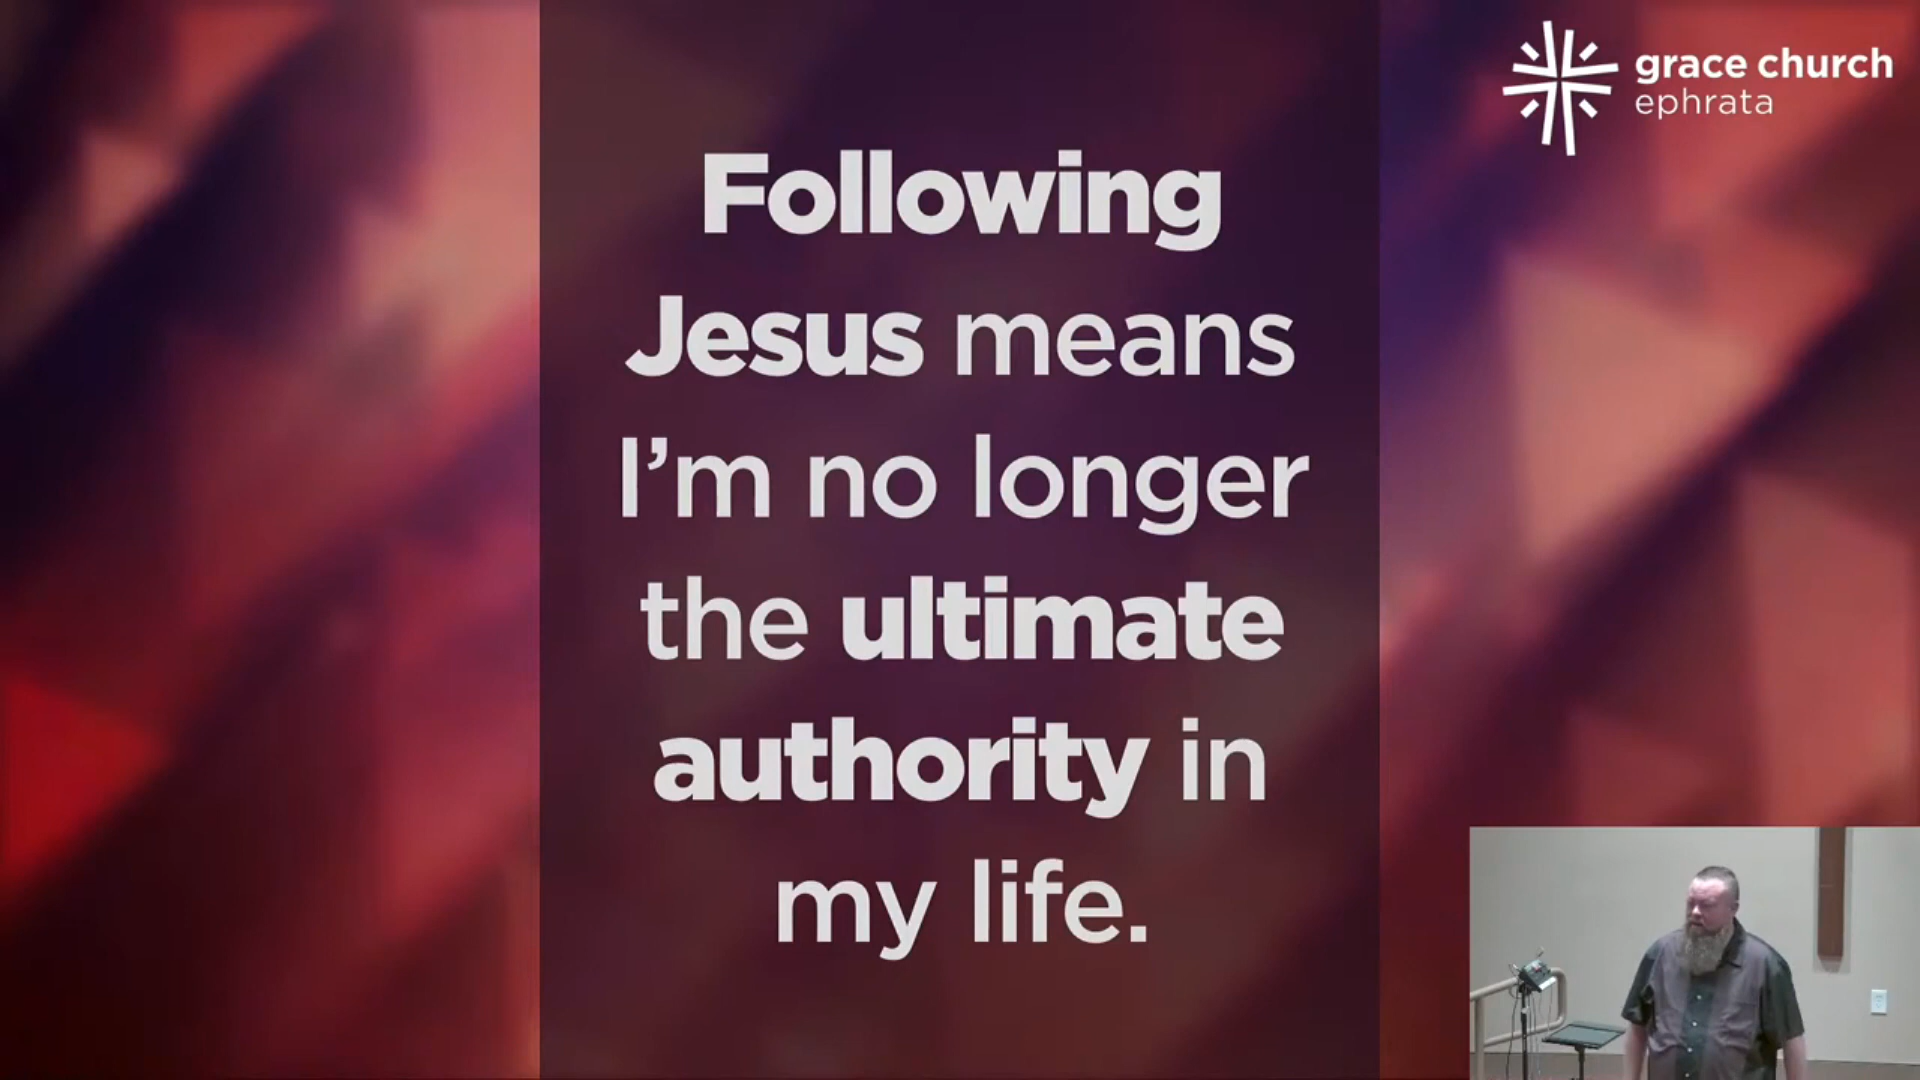 grace church
ephrata
Following
Jesus means
I’m no longer
the ultimate
authority in
my life.